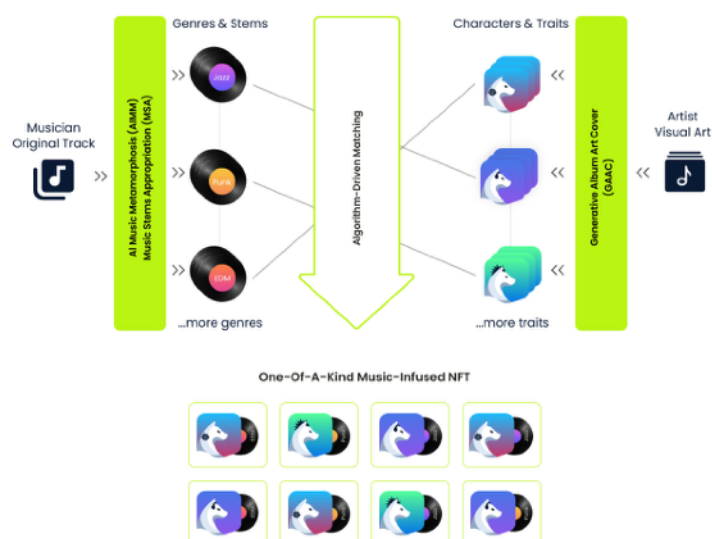 Genres & Stems
Characters & Traits
Musician
Original Track
AI Music Metamorphosis (AIMM)
Music Stems Appropriation (MSA)
Jazz
Punk
EDM
...more genres
Algorithm-Driven Matching
...more traits
Generative Album Art Cover
(GAAC)
Artist
Visual Art
One-Of-A-Kind Music-Infused NFT